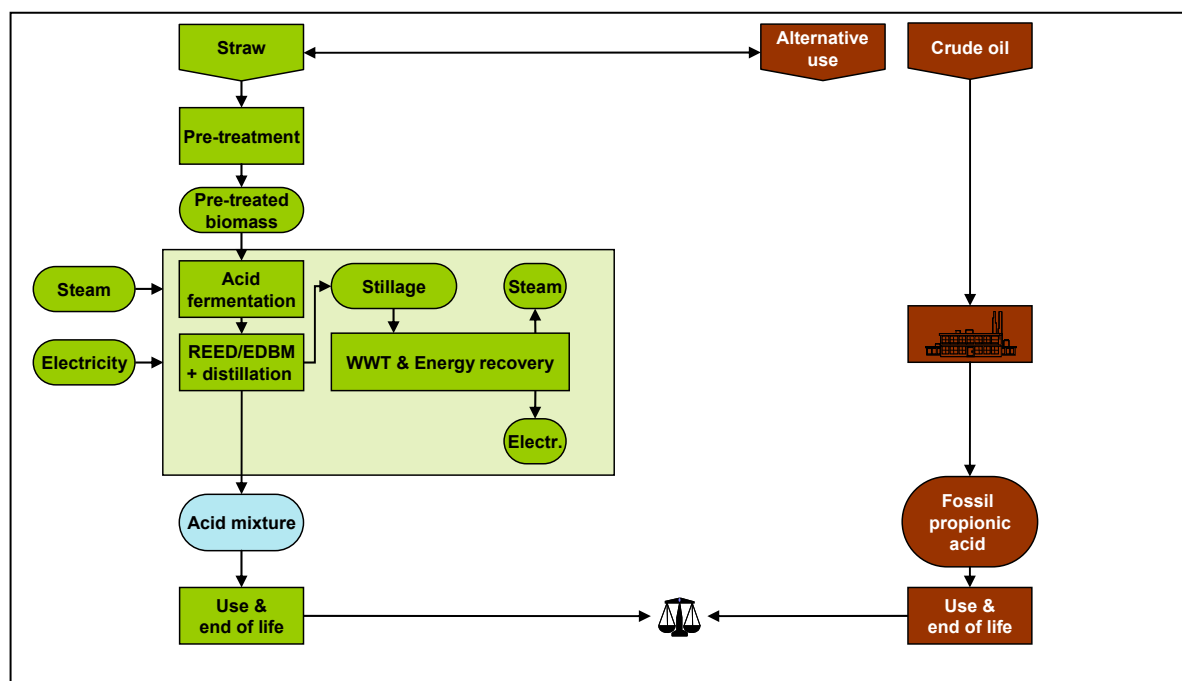 Straw
Alternative
use
Crude oil
Pre-treatment
Pre-treated
biomass
Steam
Acid
fermentation
Stillage
Steam
Electricity
REED/EDBM
+ distillation
WWT & Energy recovery
Electr.
Acid mixture
Fossil
propionic
acid
Use &
end of life
Use &
end of life